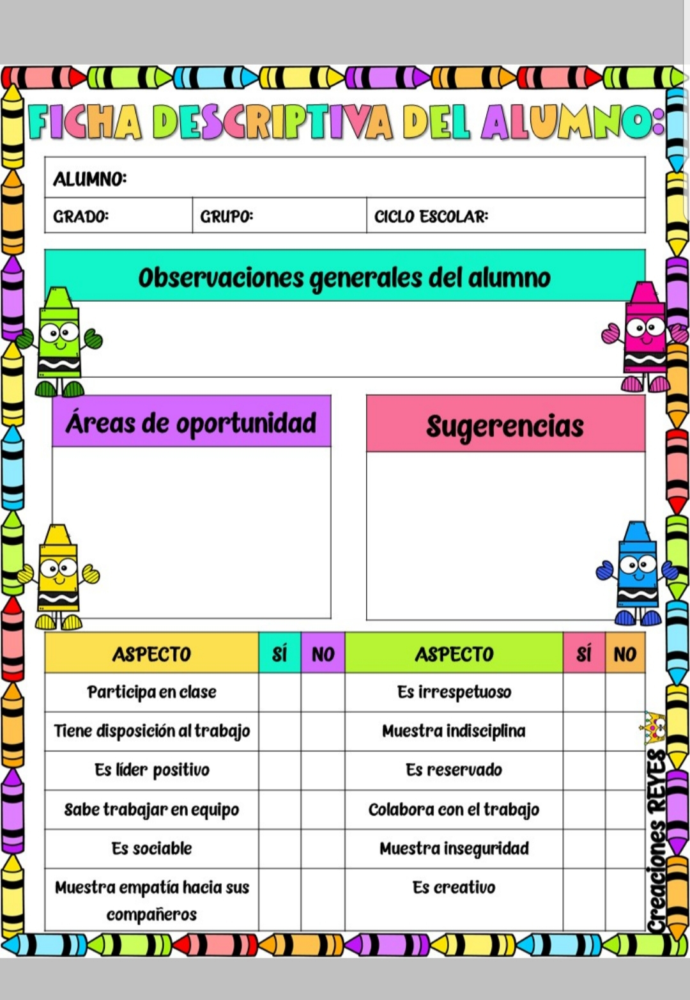 FICHA DESCRIPTIVA DEL ALUMNO:
ALUMNO:
GRADO: GRUPO: CICLO ESCOLAR:
Observaciones generales del alumno
Áreas de oportunidad
Sugerencias
ASPECTO SÍ NO ASPECTO SÍ NO
Participa en clase Es irrespetuoso
Tiene disposición al trabajo Muestra indisciplina
Es líder positivo Es reservado
Sabe trabajar en equipo Colabora con el trabajo
Es sociable Muestra inseguridad
Muestra empatía hacia sus Es creativo
compañeros
Creaciones REYES